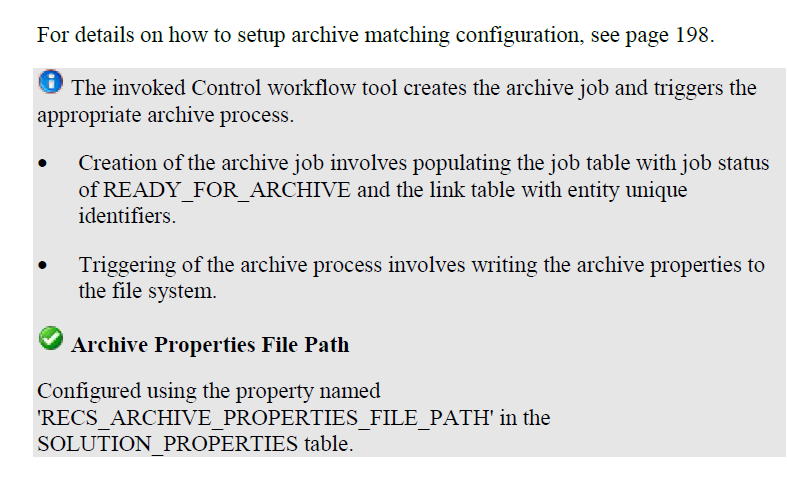 For details on how to setup archive matching configuration, see page 198.
The invoked Control workflow tool creates the archive job and triggers the
appropriate archive process.
• Creation of the archive job involves populating the job table with job status
of READY_FOR_ARCHIVE and the link table with entity unique
identifiers.
• Triggering of the archive process involves writing the archive properties to
the file system.
Archive Properties File Path
Configured using the property named
'RECS_ARCHIVE_PROPERTIES_FILE_PATH' in the
SOLUTION_PROPERTIES table.